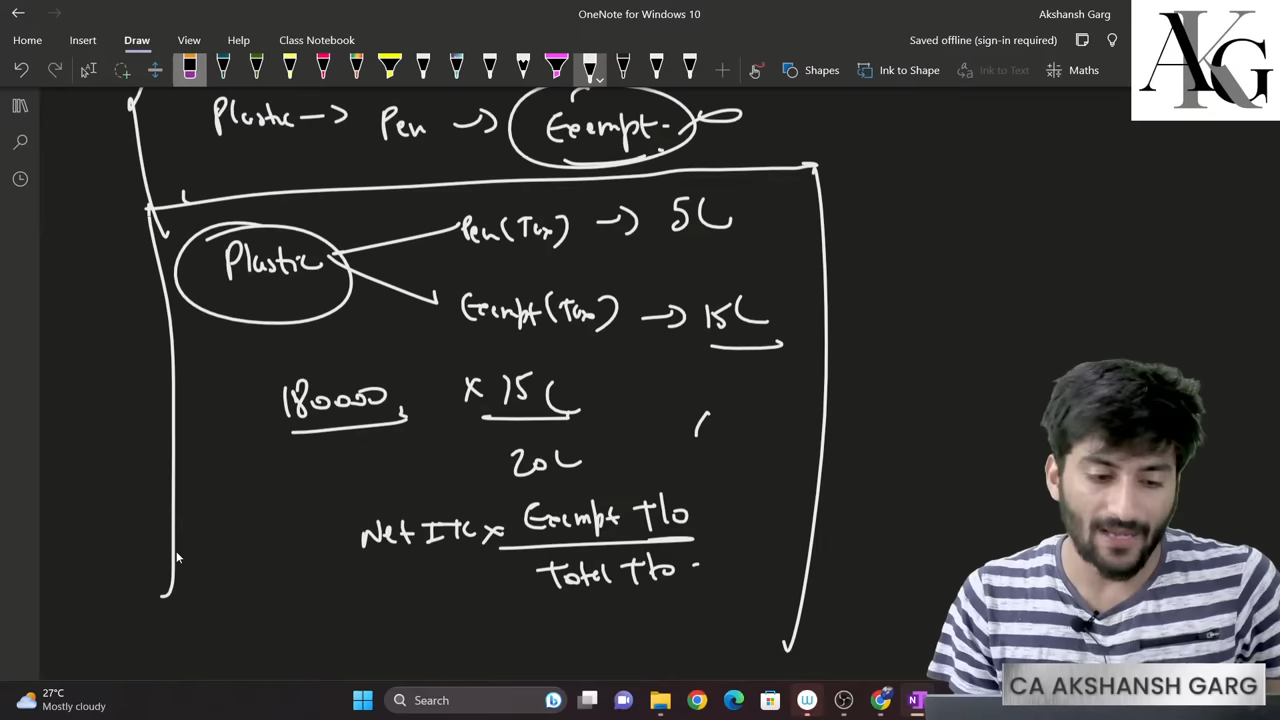 OneNote for Windows 10
Akshansh Garg
Home Insert Draw View Help Class Notebook
Saved offline (sign-in required)
Shapes Ink to Shape Ink to Text Maths
AKG
Plastic -> Pen -> Exempt.
Plastic
Pen (Tax) -> 5L
Exempt (Tax) -> 15L
180000 x 15L
20L
Net ITC x Exempt T/o
Total T/o
CA AKSHANSH GARG
27°C
Mostly cloudy
Search